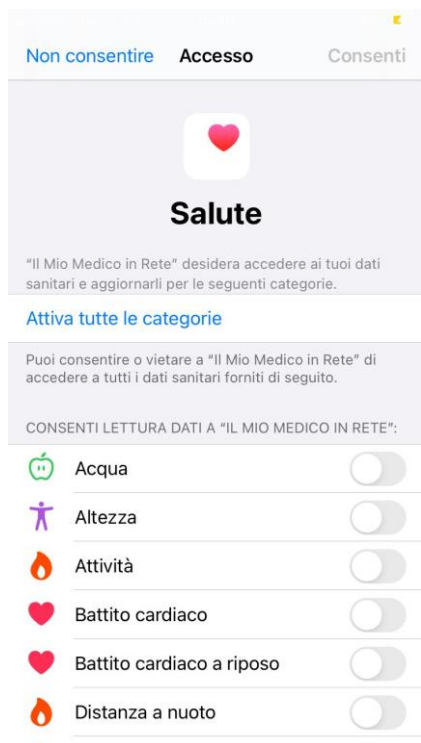 Non consentire Accesso Consenti
Salute
“Il Mio Medico in Rete” desidera accedere ai tuoi dati
sanitari e aggiornarli per le seguenti categorie.
Attiva tutte le categorie
Puoi consentire o vietare a “Il Mio Medico in Rete” di
accedere a tutti i dati sanitari forniti di seguito.
CONSENTI LETTURA DATI A “IL MIO MEDICO IN RETE”:
Acqua
Altezza
Attività
Battito cardiaco
Battito cardiaco a riposo
Distanza a nuoto